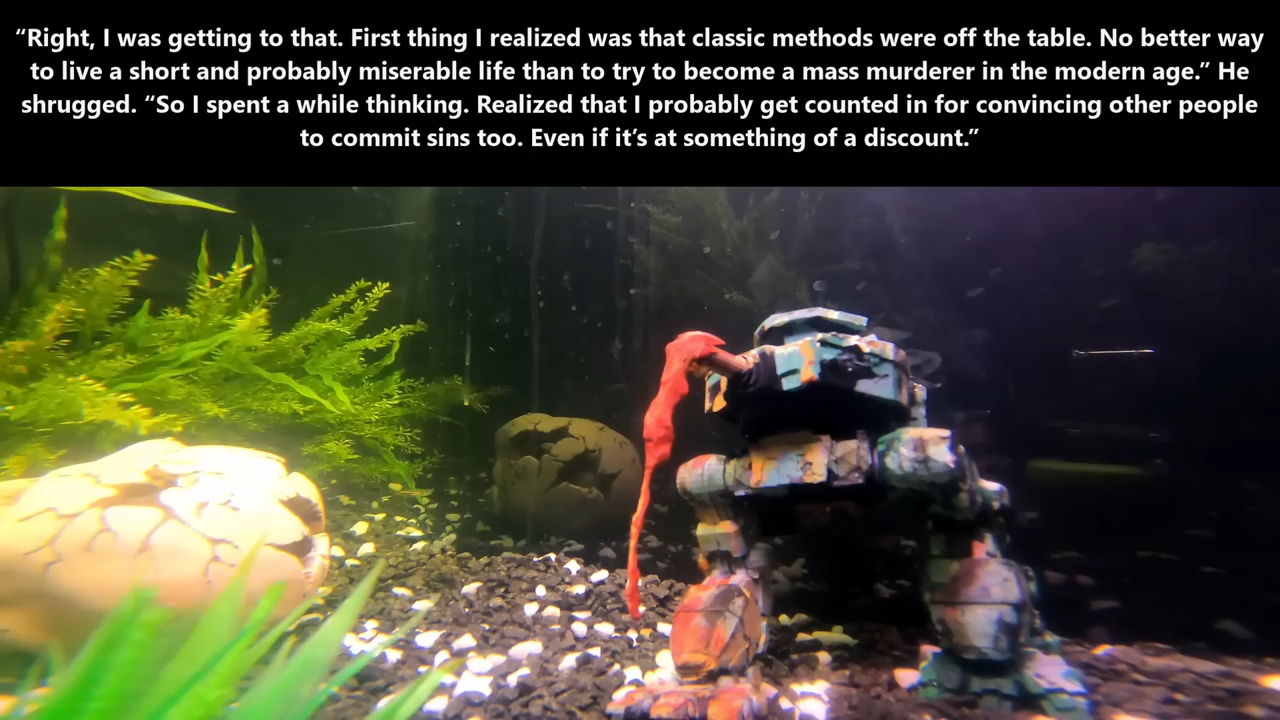 “Right, I was getting to that. First thing I realized was that classic methods were off the table. No better way
to live a short and probably miserable life than to try to become a mass murderer in the modern age.” He
shrugged. “So I spent a while thinking. Realized that I probably get counted in for convincing other people
to commit sins too. Even if it’s at something of a discount.”